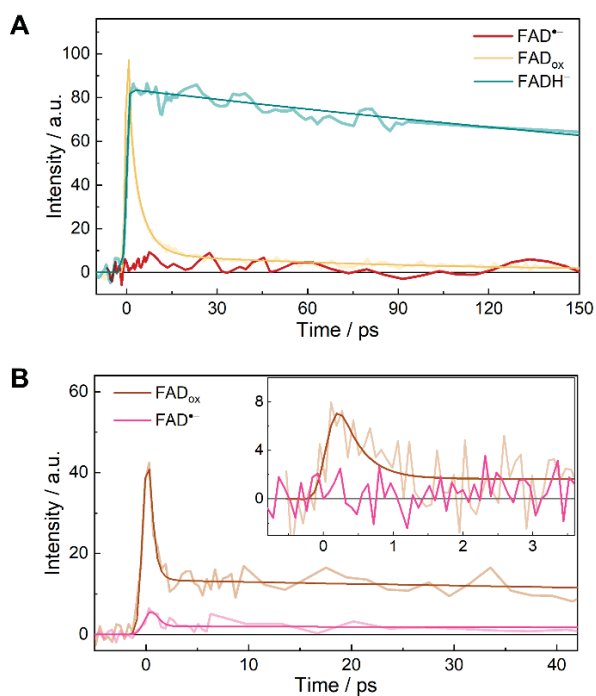 A
FAD•−
FADox
FADH−
100
80
60
40
20
0
Intensity / a.u.
0 30 60 90 120 150
Time / ps
B
FADox
FAD•−
60
40
20
0
Intensity / a.u.
8
4
0
0 1 2 3
0 10 20 30 40
Time / ps